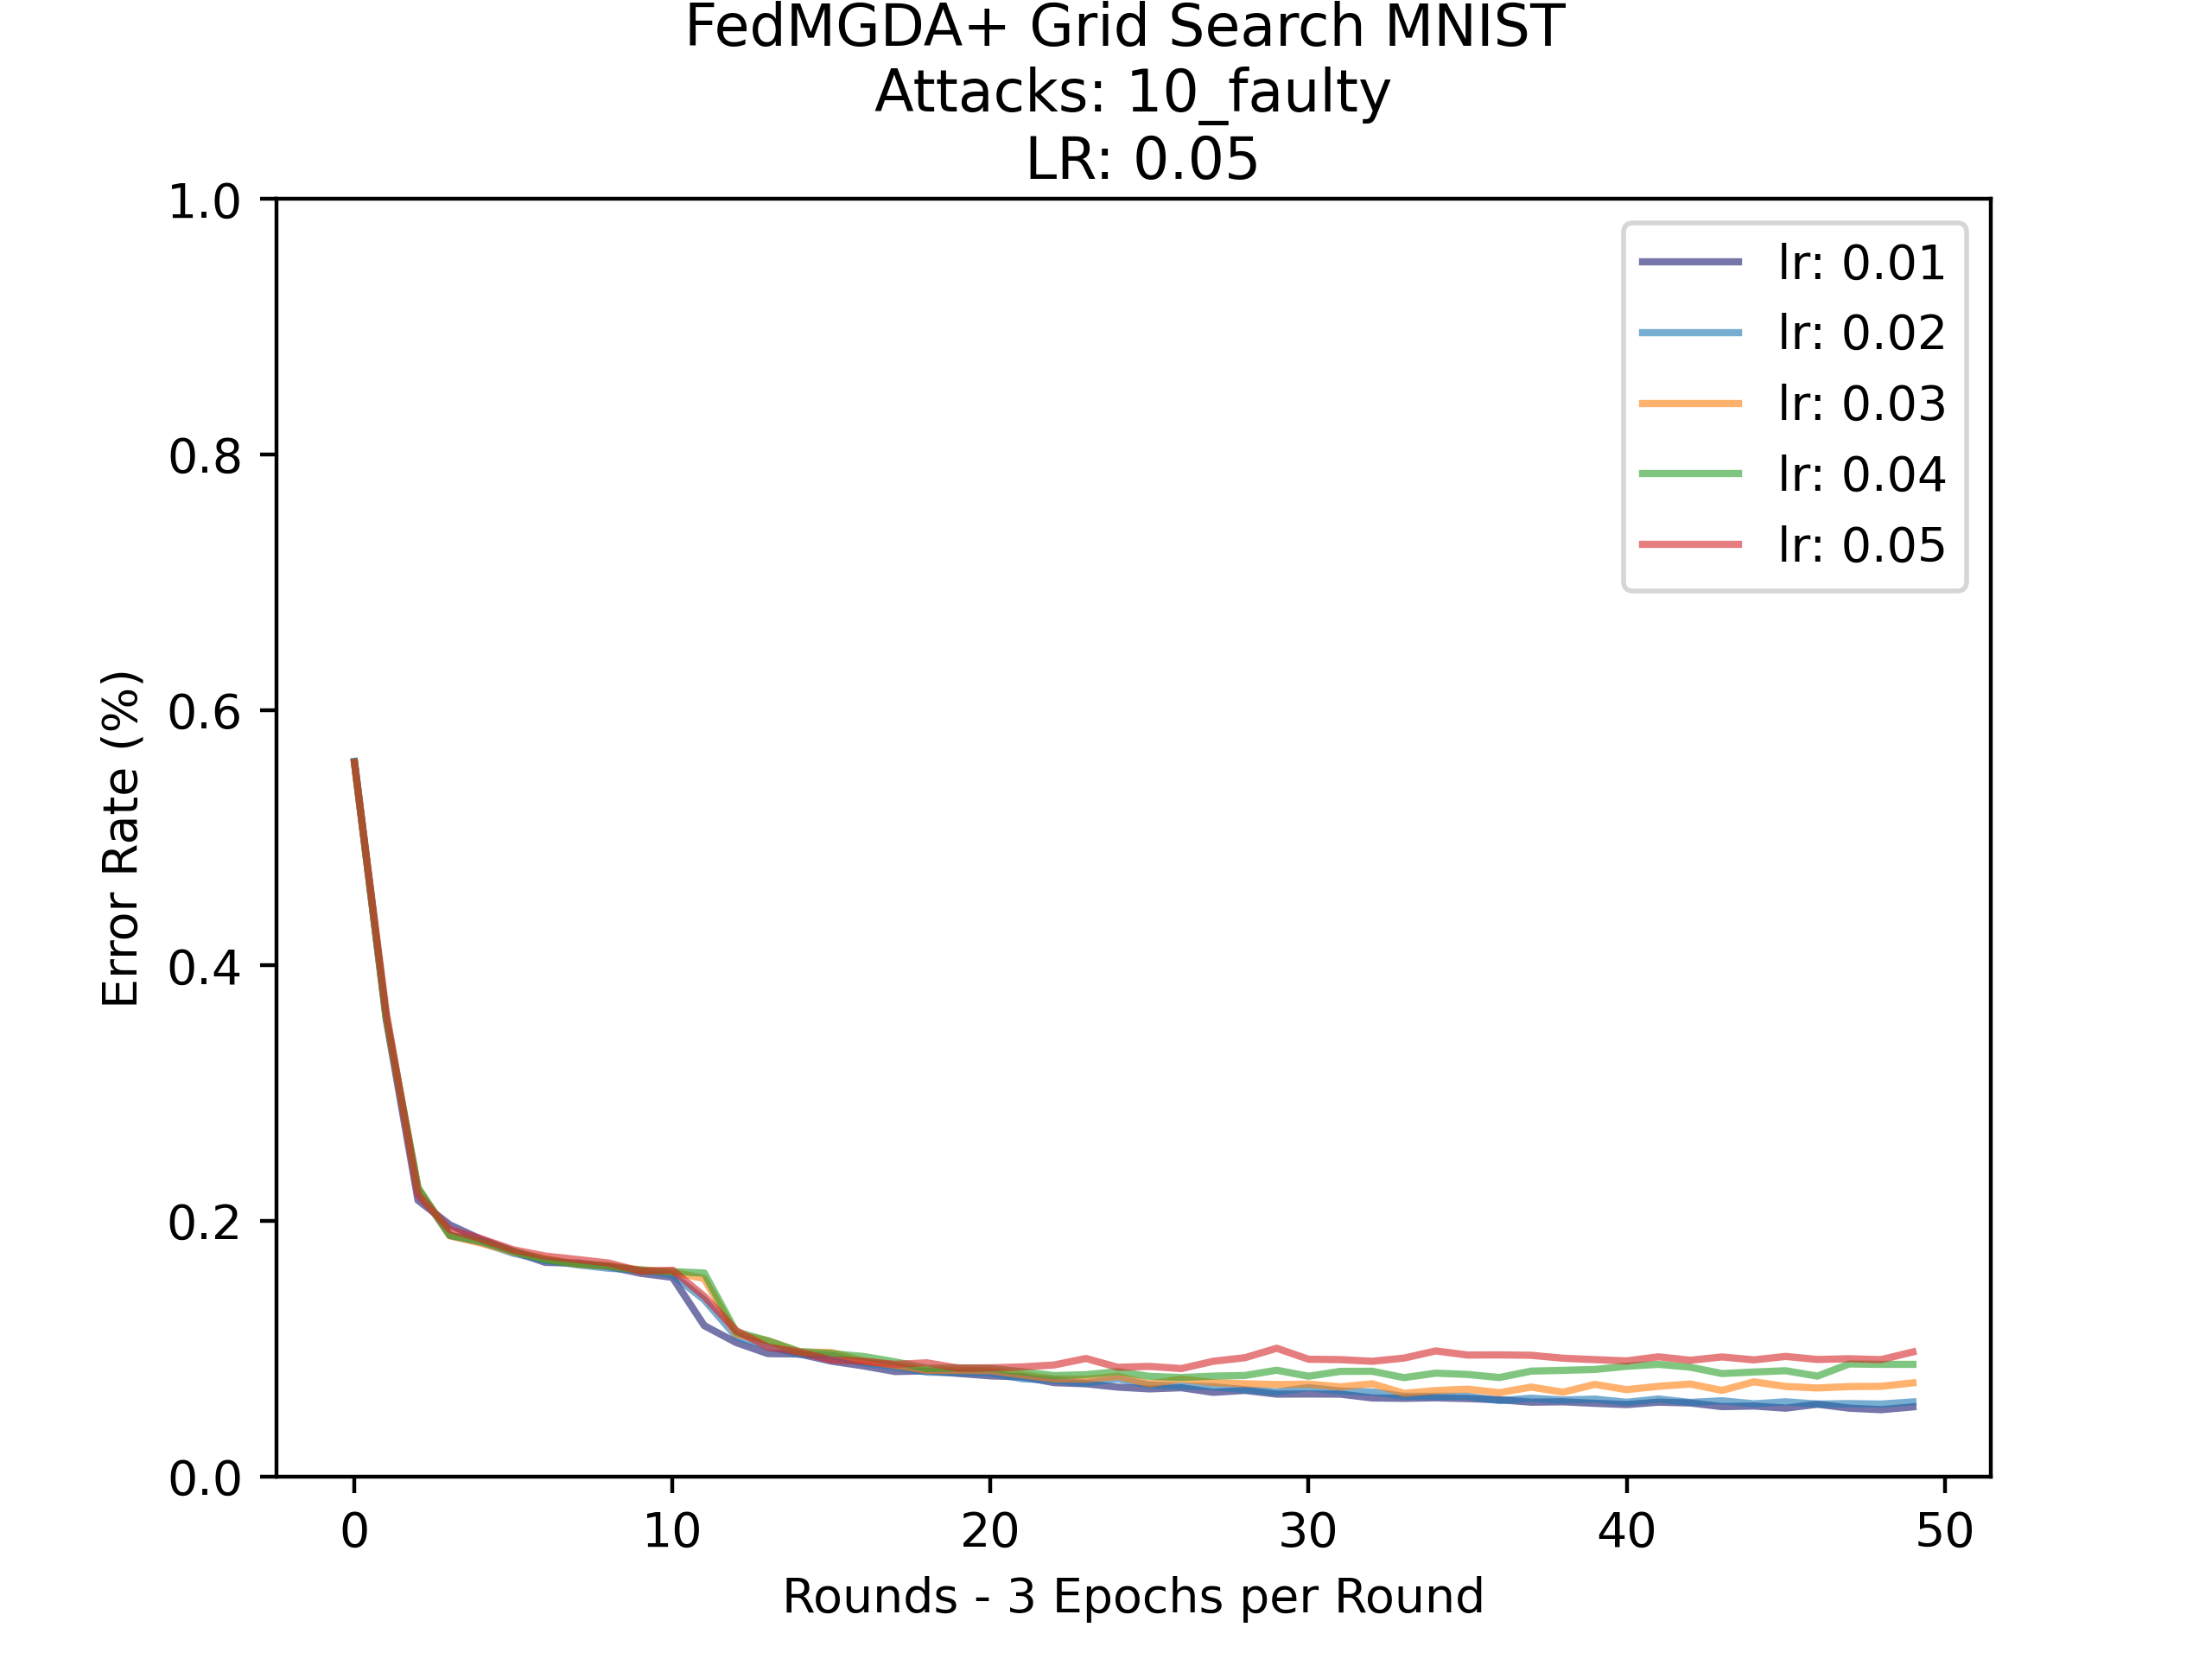 FedMGDA+ Grid Search MNIST
Attacks: 10_faulty
LR: 0.05
1.0
0.8
0.6
0.4
0.2
0.0
Error Rate (%)
lr: 0.01
lr: 0.02
lr: 0.03
lr: 0.04
lr: 0.05
0 10 20 30 40 50
Rounds - 3 Epochs per Round